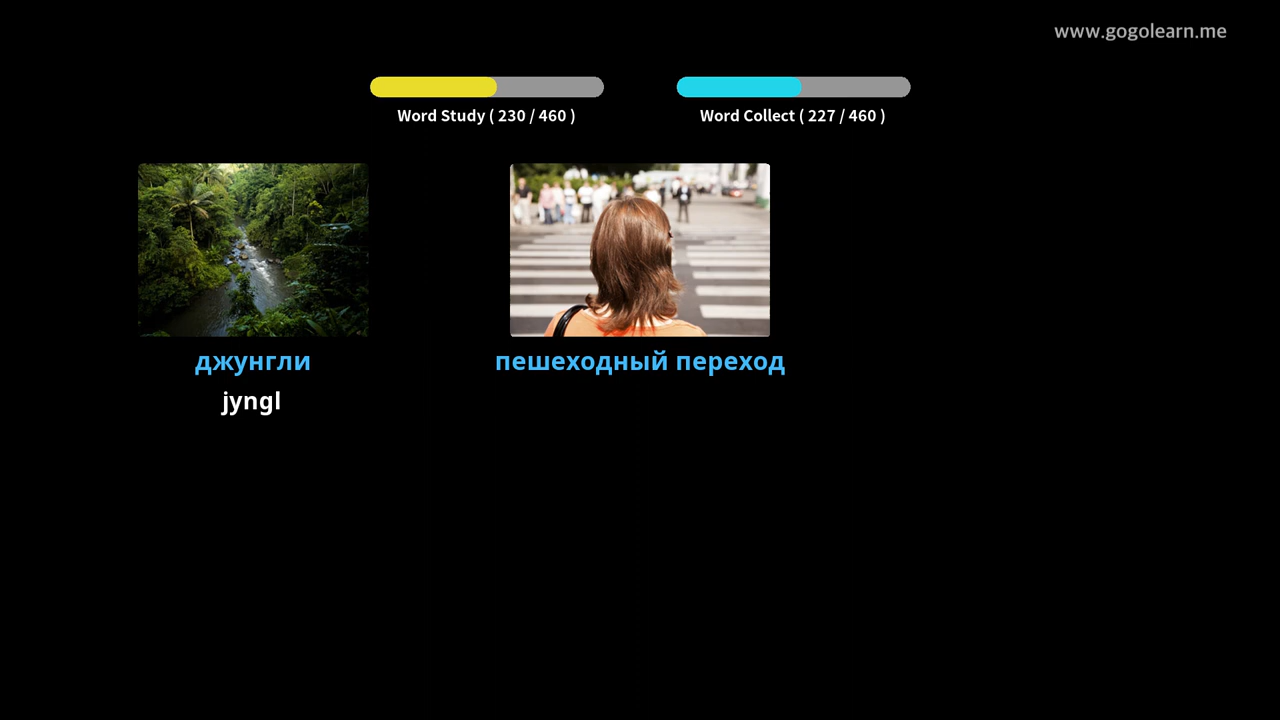 www.gogolearn.me
Word Study ( 230 / 460 )
Word Collect ( 227 / 460 )
джунгли
jyngl
пешеходный переход